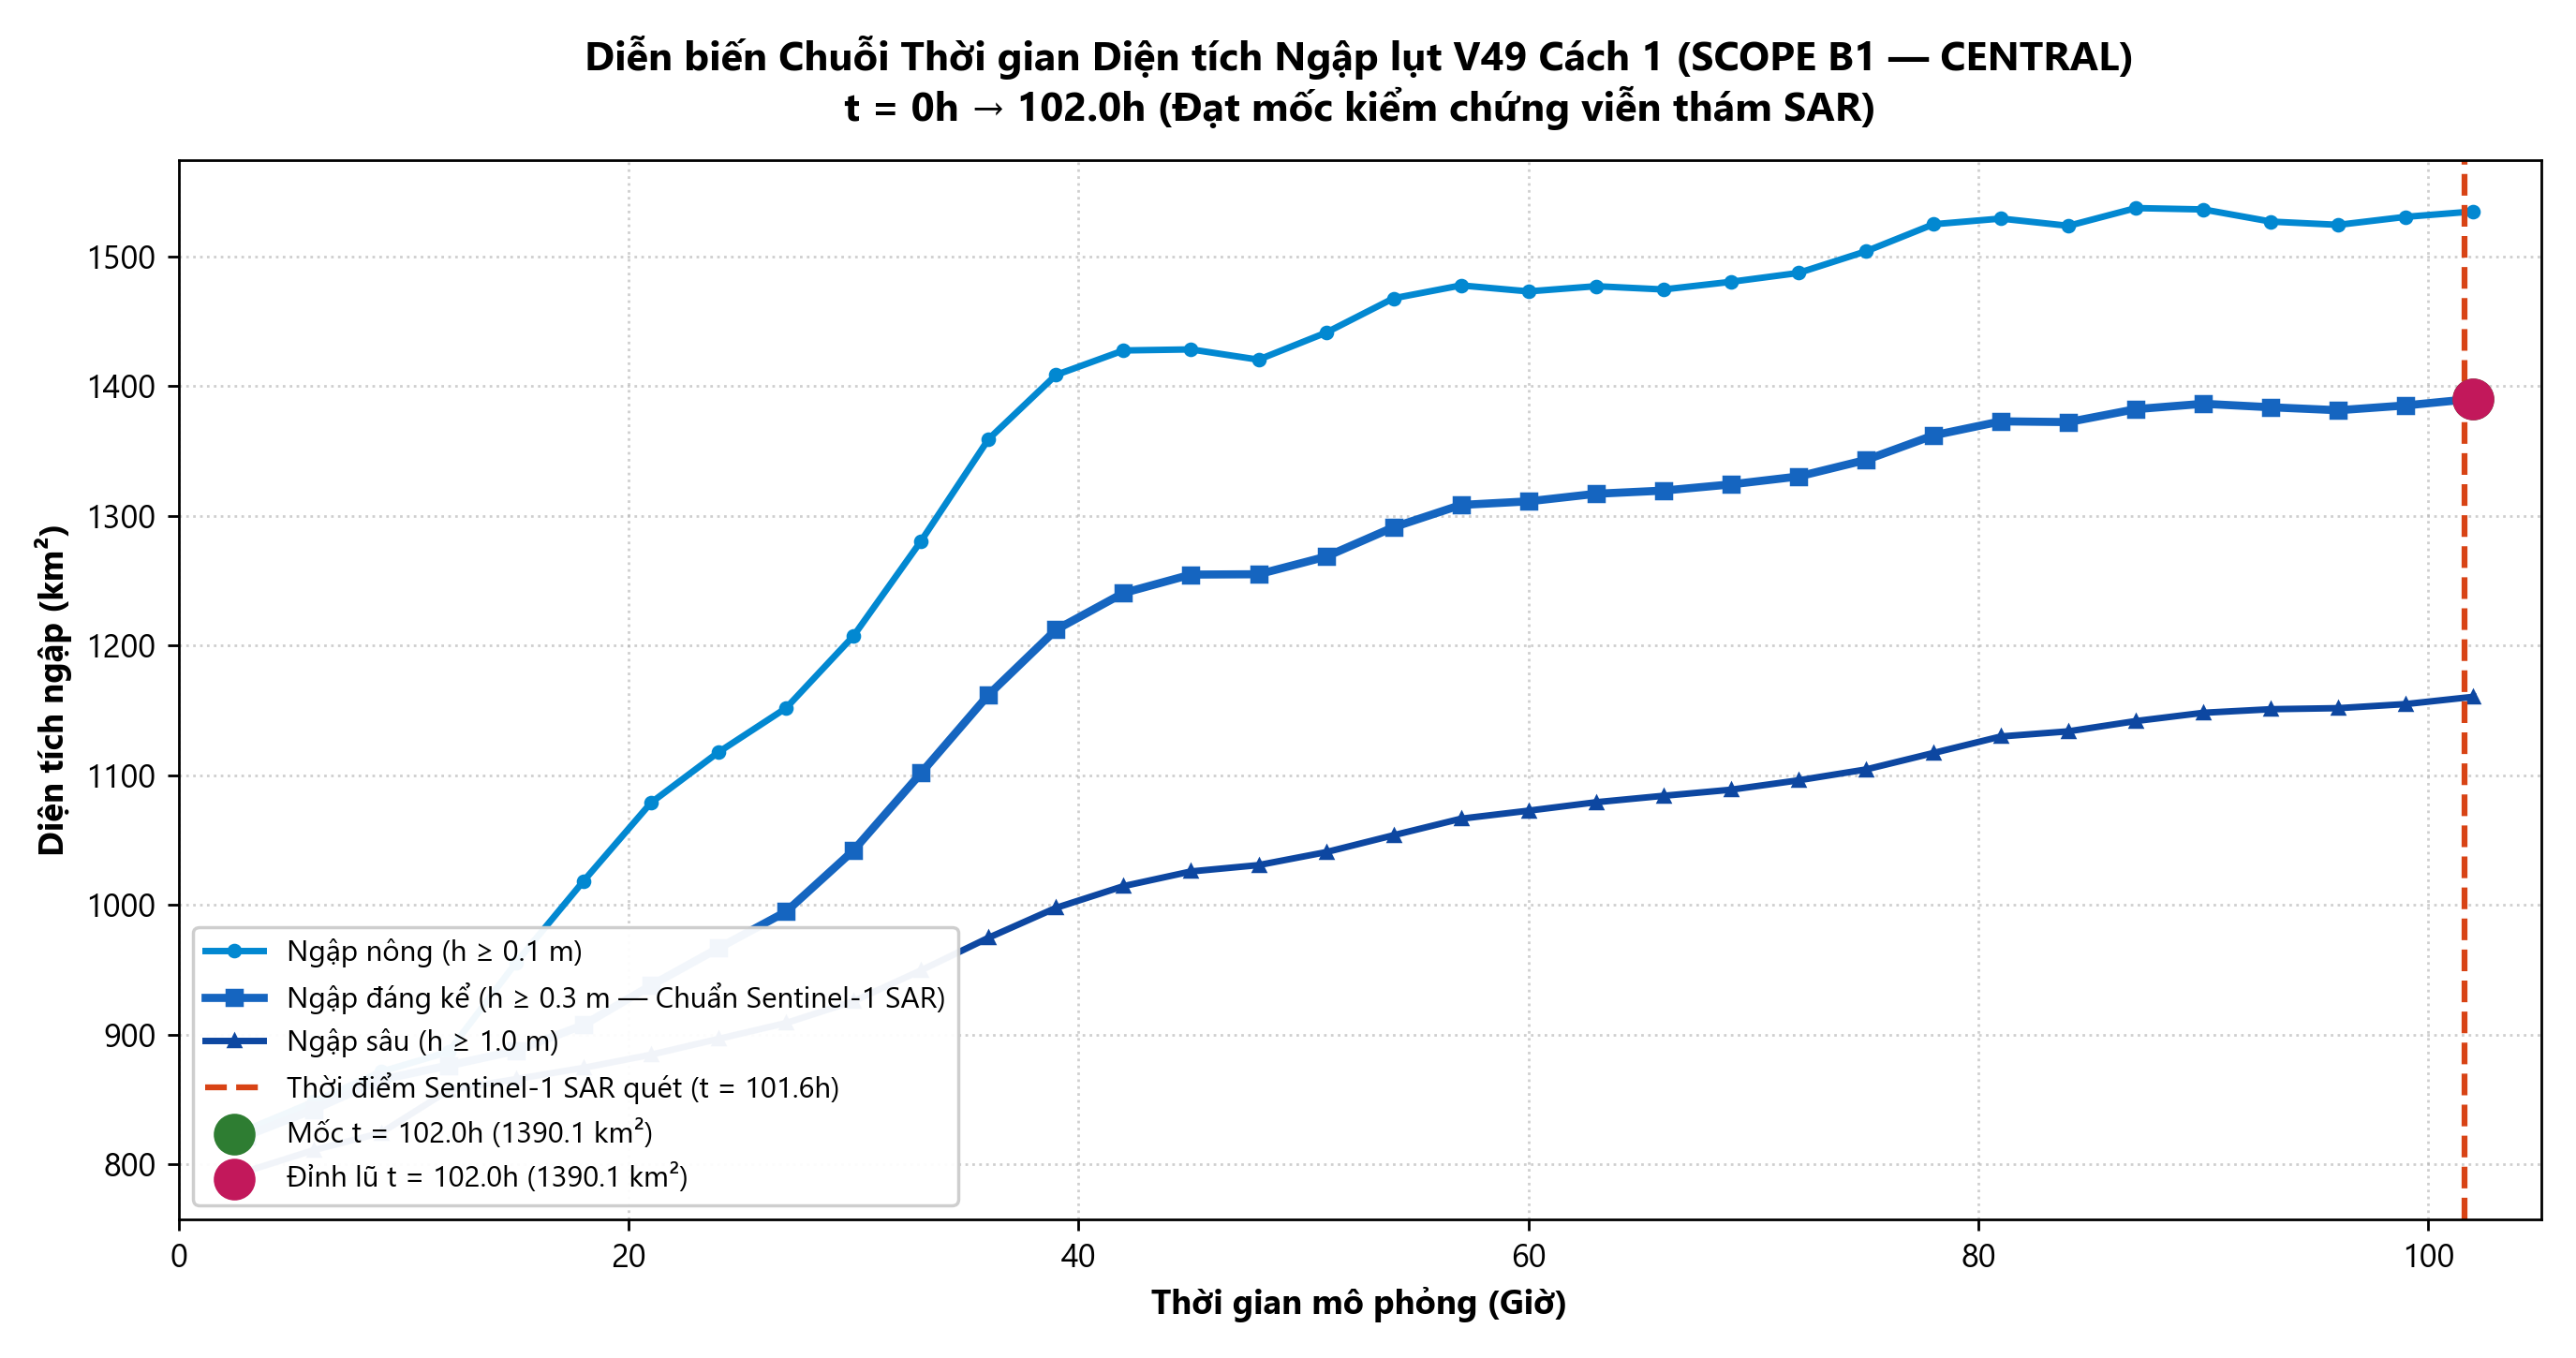 Diễn biến Chuỗi Thời gian Diện tích Ngập lụt V49 Cách 1 (SCOPE B1 — CENTRAL)
t = 0h → 102.0h (Đạt mốc kiểm chứng viễn thám SAR)
Diện tích ngập (km²)
1500
1400
1300
1200
1100
1000
900
800
Ngập nông (h ≥ 0.1 m)
Ngập đáng kể (h ≥ 0.3 m — Chuẩn Sentinel-1 SAR)
Ngập sâu (h ≥ 1.0 m)
Thời điểm Sentinel-1 SAR quét (t = 101.6h)
Mốc t = 102.0h (1390.1 km²)
Đỉnh lũ t = 102.0h (1390.1 km²)
0
20
40
60
80
100
Thời gian mô phỏng (Giờ)